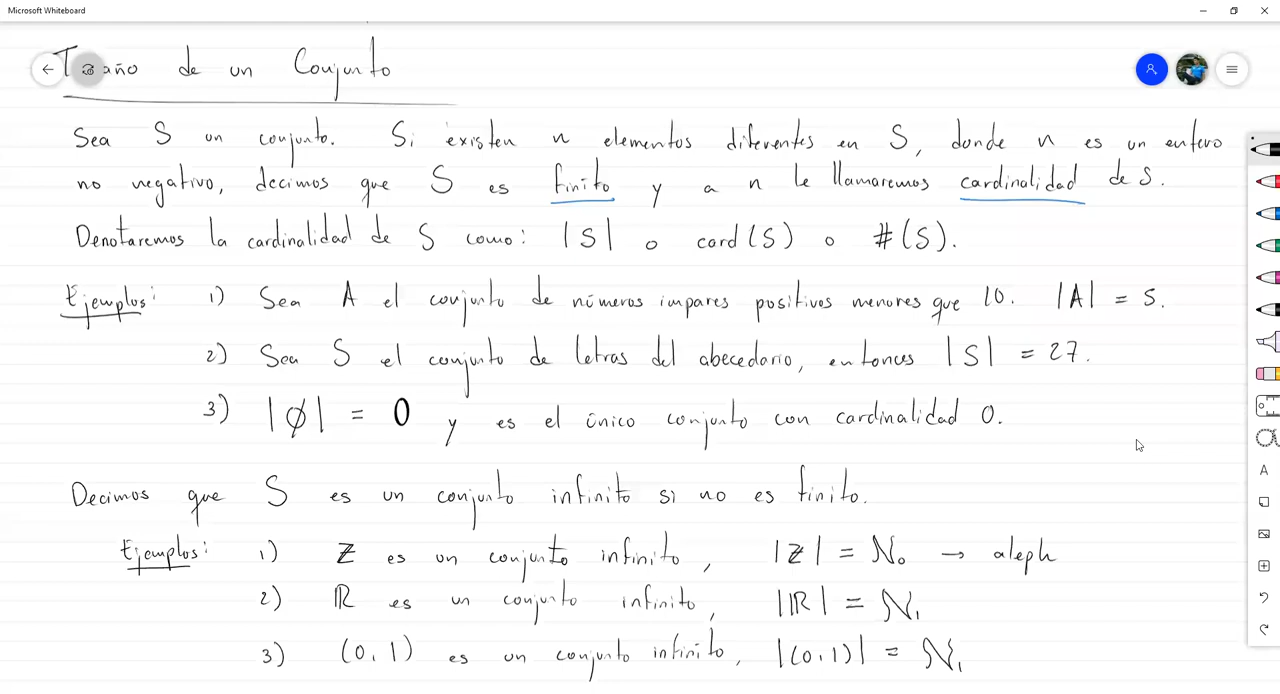 Microsoft Whiteboard
Tamaño de un Conjunto
Sea S un conjunto. Si existen n elementos diferentes en S, donde n es un entero
no negativo, decimos que S es finito y a n le llamaremos cardinalidad de S.
Denotaremos la cardinalidad de S como: |S| o card(S) o #(S).
Ejemplos: 1) Sea A el conjunto de números impares positivos menores que 10. |A| = 5.
2) Sea S el conjunto de letras del abecedario, entonces |S| = 27.
3) |∅| = 0 y es el único conjunto con cardinalidad 0.
Decimos que S es un conjunto infinito si no es finito.
Ejemplos: 1) ℤ es un conjunto infinito, |ℤ| = ℵ₀ → aleph
2) ℝ es un conjunto infinito, |ℝ| = ℵ₁
3) (0,1) es un conjunto infinito, |(0,1)| = ℵ₁